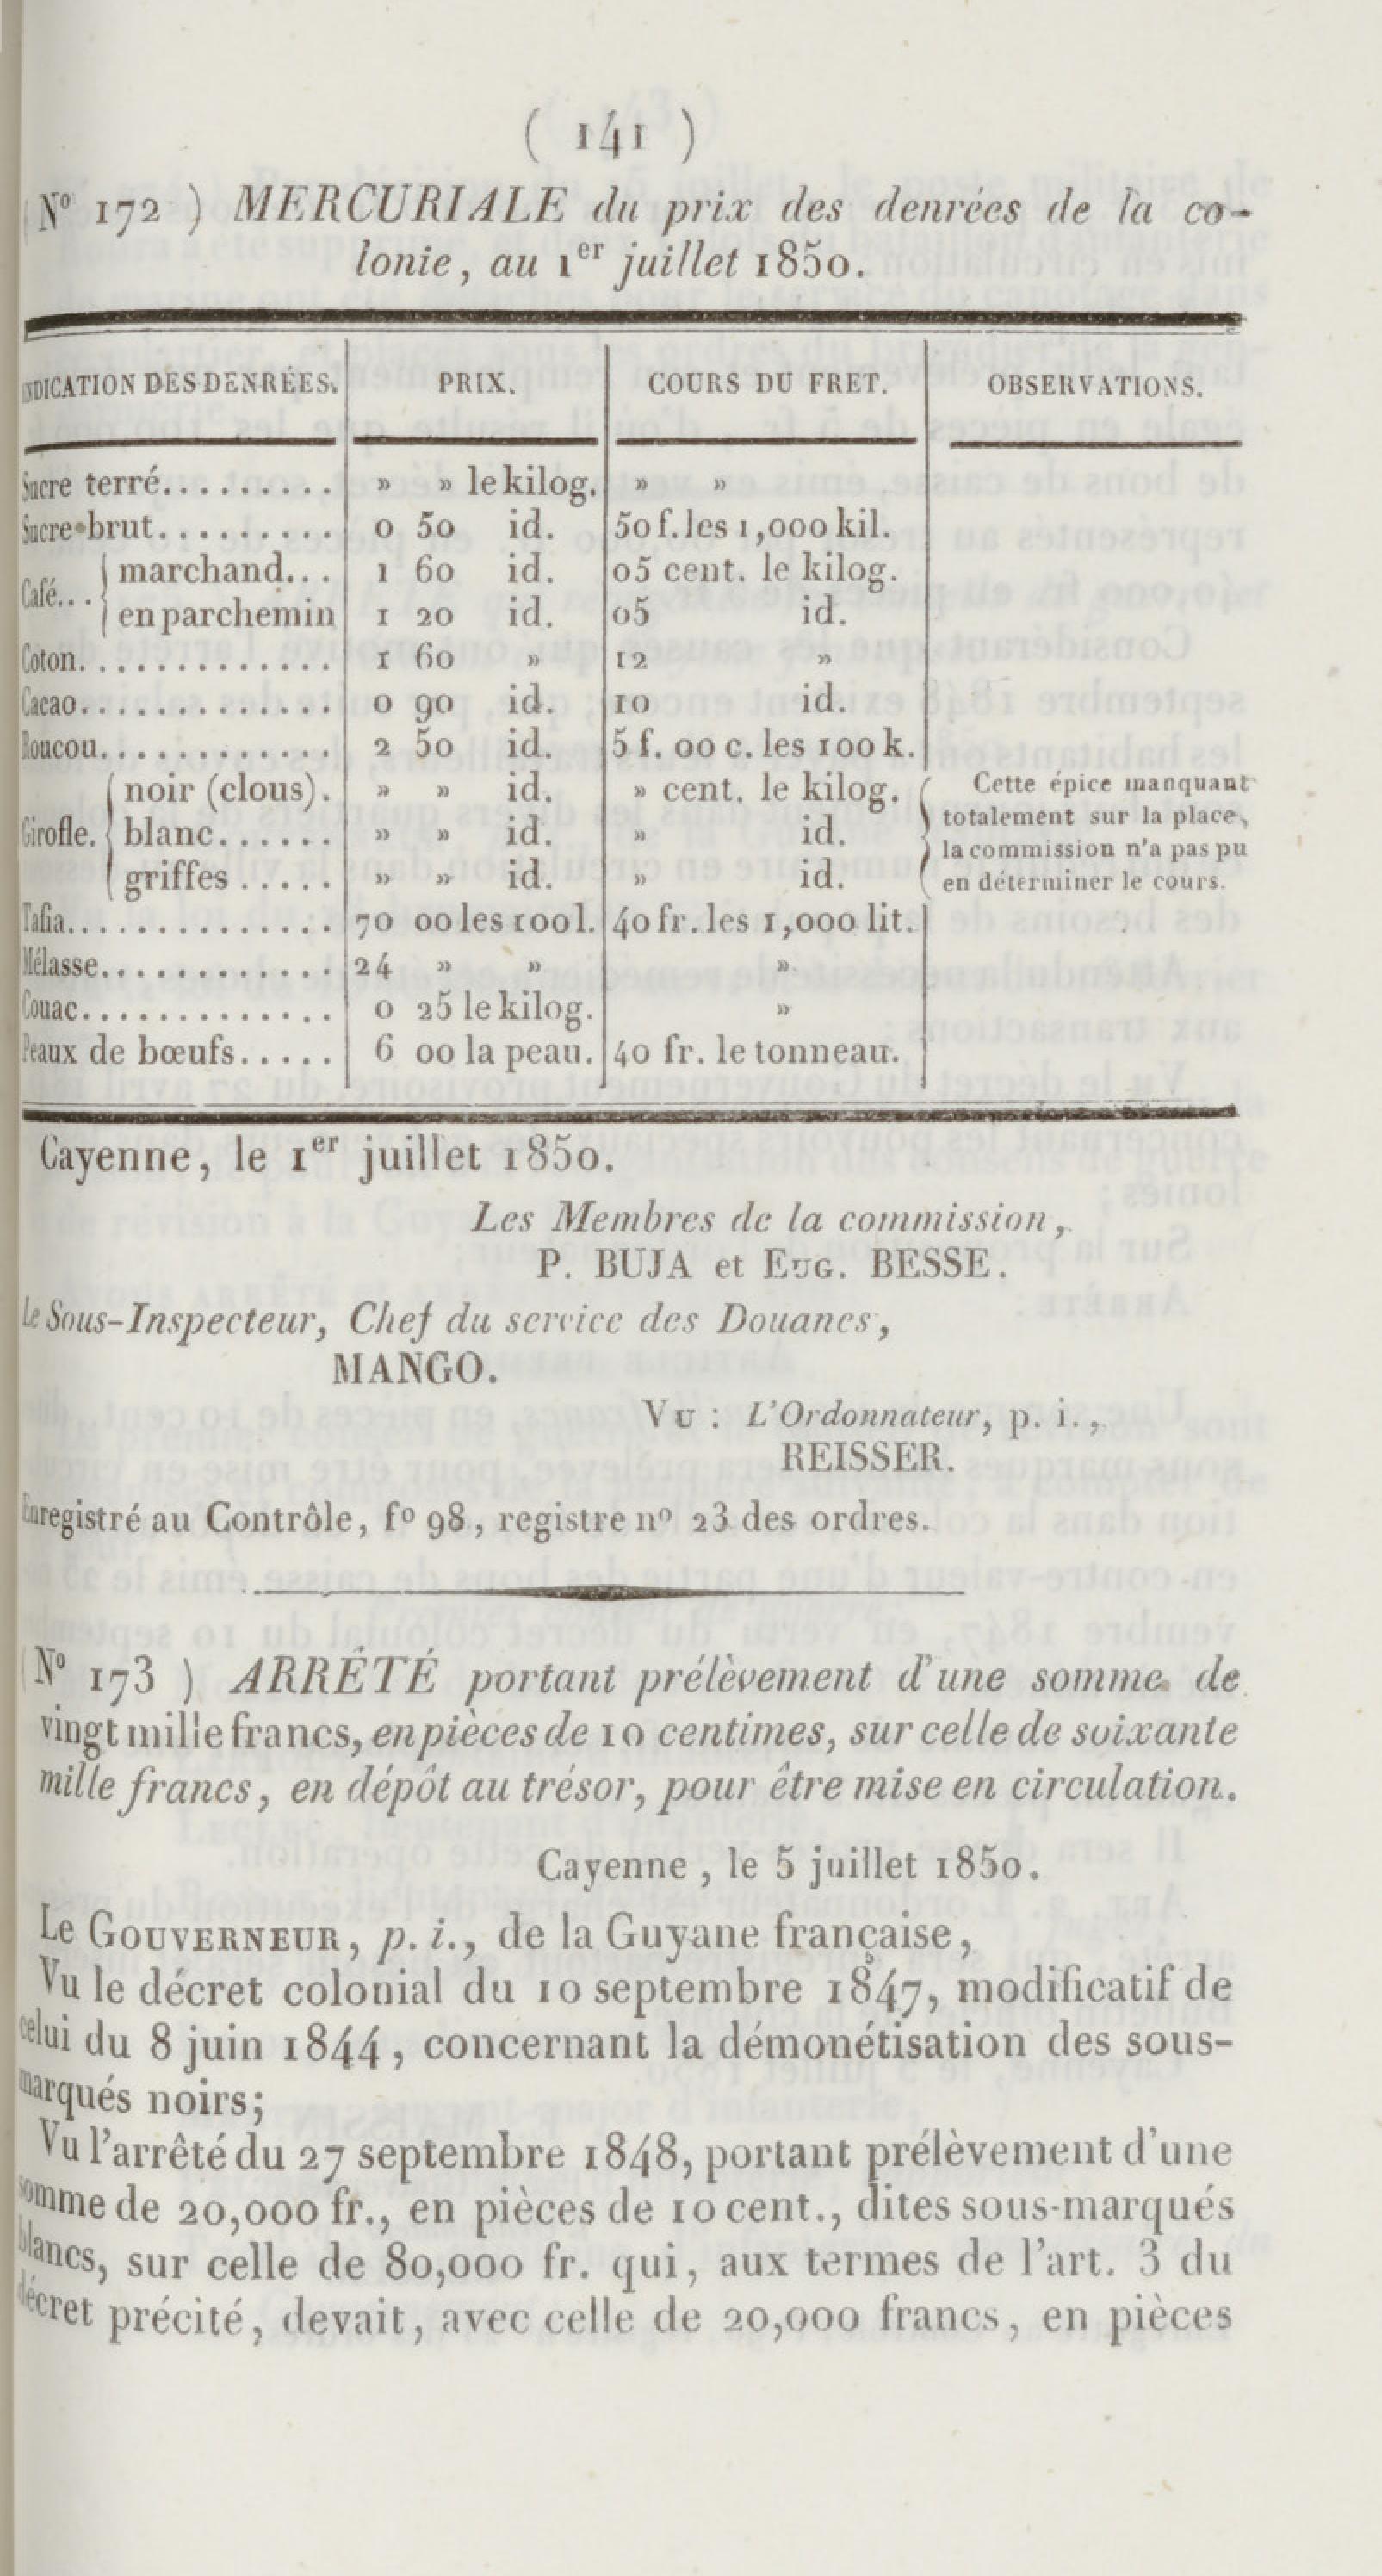 ( 141 )
(N° 172 ) MERCURIALE du prix des denrées de la co-
lonie, au 1er juillet 1850.
INDICATION DES DENRÉES. PRIX. COURS DU FRET. OBSERVATIONS.
Sucre terré......... » » le kilog. » »
Sucre brut......... 0 50 id. 50 f. les 1,000 kil.
Café... marchand... 1 60 id. 05 cent. le kilog.
en parchemin 1 20 id. 05 id.
Coton............. 1 60 » 12 »
Cacao............. 0 90 id. 10 id.
Roucou............ 2 50 id. 5 f. 00 c. les 100 k.
Girofle. noir (clous). » » id. » cent. le kilog.
blanc...... » » id. » id.
griffes..... » » id. » id.
Cette épice manquant
totalement sur la place,
la commission n'a pas pu
en déterminer le cours.
Tafia.............. 70 00 les 100 l. 40 fr. les 1,000 lit.
Mélasse............ 24 » » »
Couac............. 0 25 le kilog. »
Peaux de bœufs..... 6 00 la peau. 40 fr. le tonneau.
Cayenne, le 1er juillet 1850.
Les Membres de la commission,
P. BUJA et EUG. BESSE.
Le Sous-Inspecteur, Chef du service des Douanes,
MANGO.
VU : L'Ordonnateur, p. i.,
REISSER.
Enregistré au Contrôle, f° 98, registre n° 23 des ordres.
(N° 173 ) ARRÊTÉ portant prélèvement d'une somme de
vingt mille francs, en pièces de 10 centimes, sur celle de soixante
mille francs, en dépôt au trésor, pour être mise en circulation.
Cayenne, le 5 juillet 1850.
Le GOUVERNEUR, p. i., de la Guyane française,
Vu le décret colonial du 10 septembre 1847, modificatif de
celui du 8 juin 1844, concernant la démonétisation des sous-
marqués noirs;
Vu l'arrêté du 27 septembre 1848, portant prélèvement d'une
somme de 20,000 fr., en pièces de 10 cent., dites sous-marqués
blancs, sur celle de 80,000 fr. qui, aux termes de l'art. 3 du
décret précité, devait, avec celle de 20,000 francs, en pièces